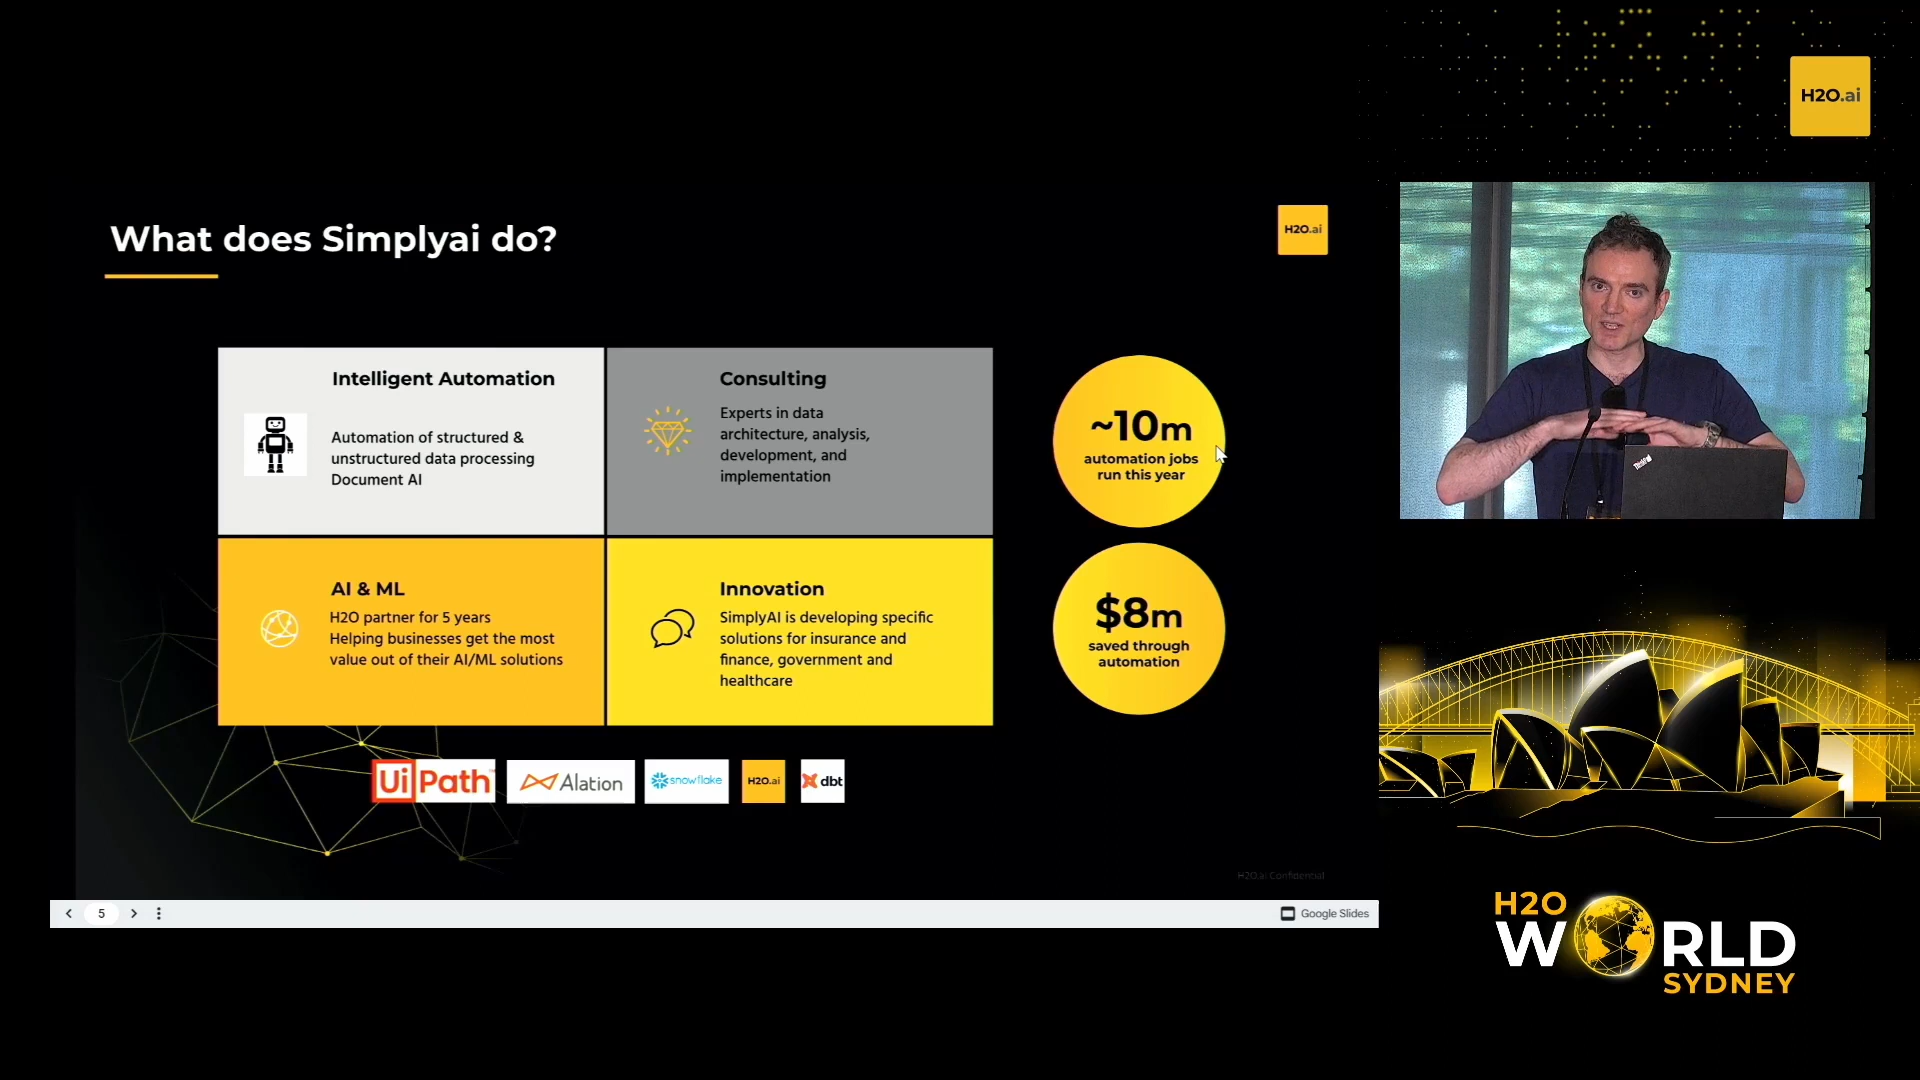 H2O.ai
What does Simplyai do?
H2O.ai
Intelligent Automation
Automation of structured &
unstructured data processing
Document AI
Consulting
Experts in data
architecture, analysis,
development, and
implementation
~10m
automation jobs
run this year
AI & ML
H2O partner for 5 years
Helping businesses get the most
value out of their AI/ML solutions
Innovation
SimplyAI is developing specific
solutions for insurance and
finance, government and
healthcare
$8m
saved through
automation
UiPath
Alation
snowflake
H2O.ai
dbt
H2O.ai Confidential
5
Google Slides
ThinkPad
H2O
WORLD
SYDNEY